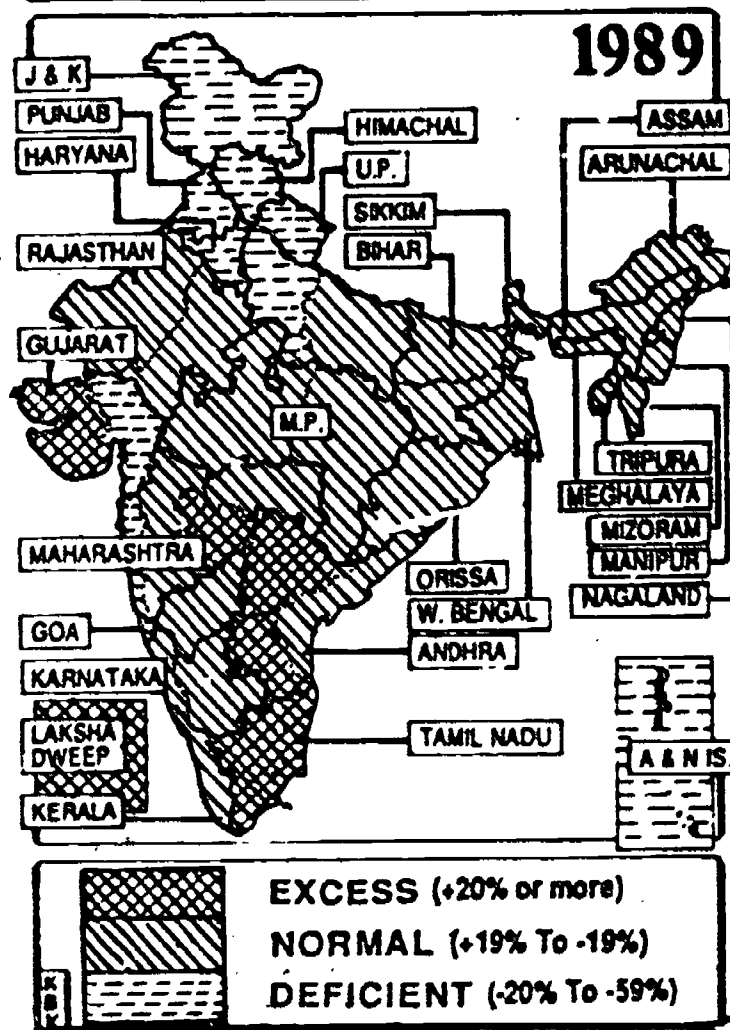 1989
J & K
PUNJAB
HARYANA
RAJASTHAN
GUJARAT
MAHARASHTRA
GOA
KARNATAKA
LAKSHA
DWEEP
KERALA
HIMACHAL
U.P.
SIKKIM
BIHAR
M.P.
ORISSA
W. BENGAL
ANDHRA
TAMIL NADU
ASSAM
ARUNACHAL
TRIPURA
MEGHALAYA
MIZORAM
MANIPUR
NAGALAND
A & N IS.
EXCESS (+20% or more)
NORMAL (+19% To -19%)
DEFICIENT (-20% To -59%)
K
B
K